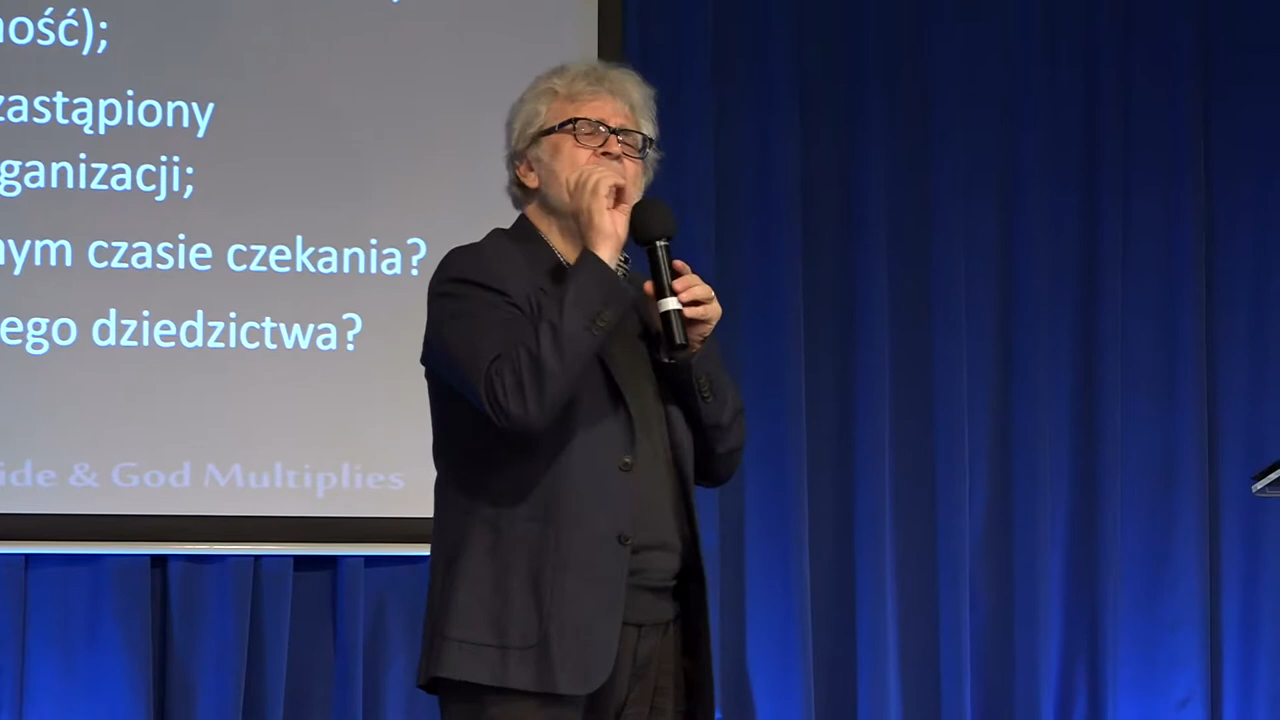 ność);
zastąpiony
ganizacji;
nym czasie czekania?
ego dziedzictwa?
ide & God Multiplies